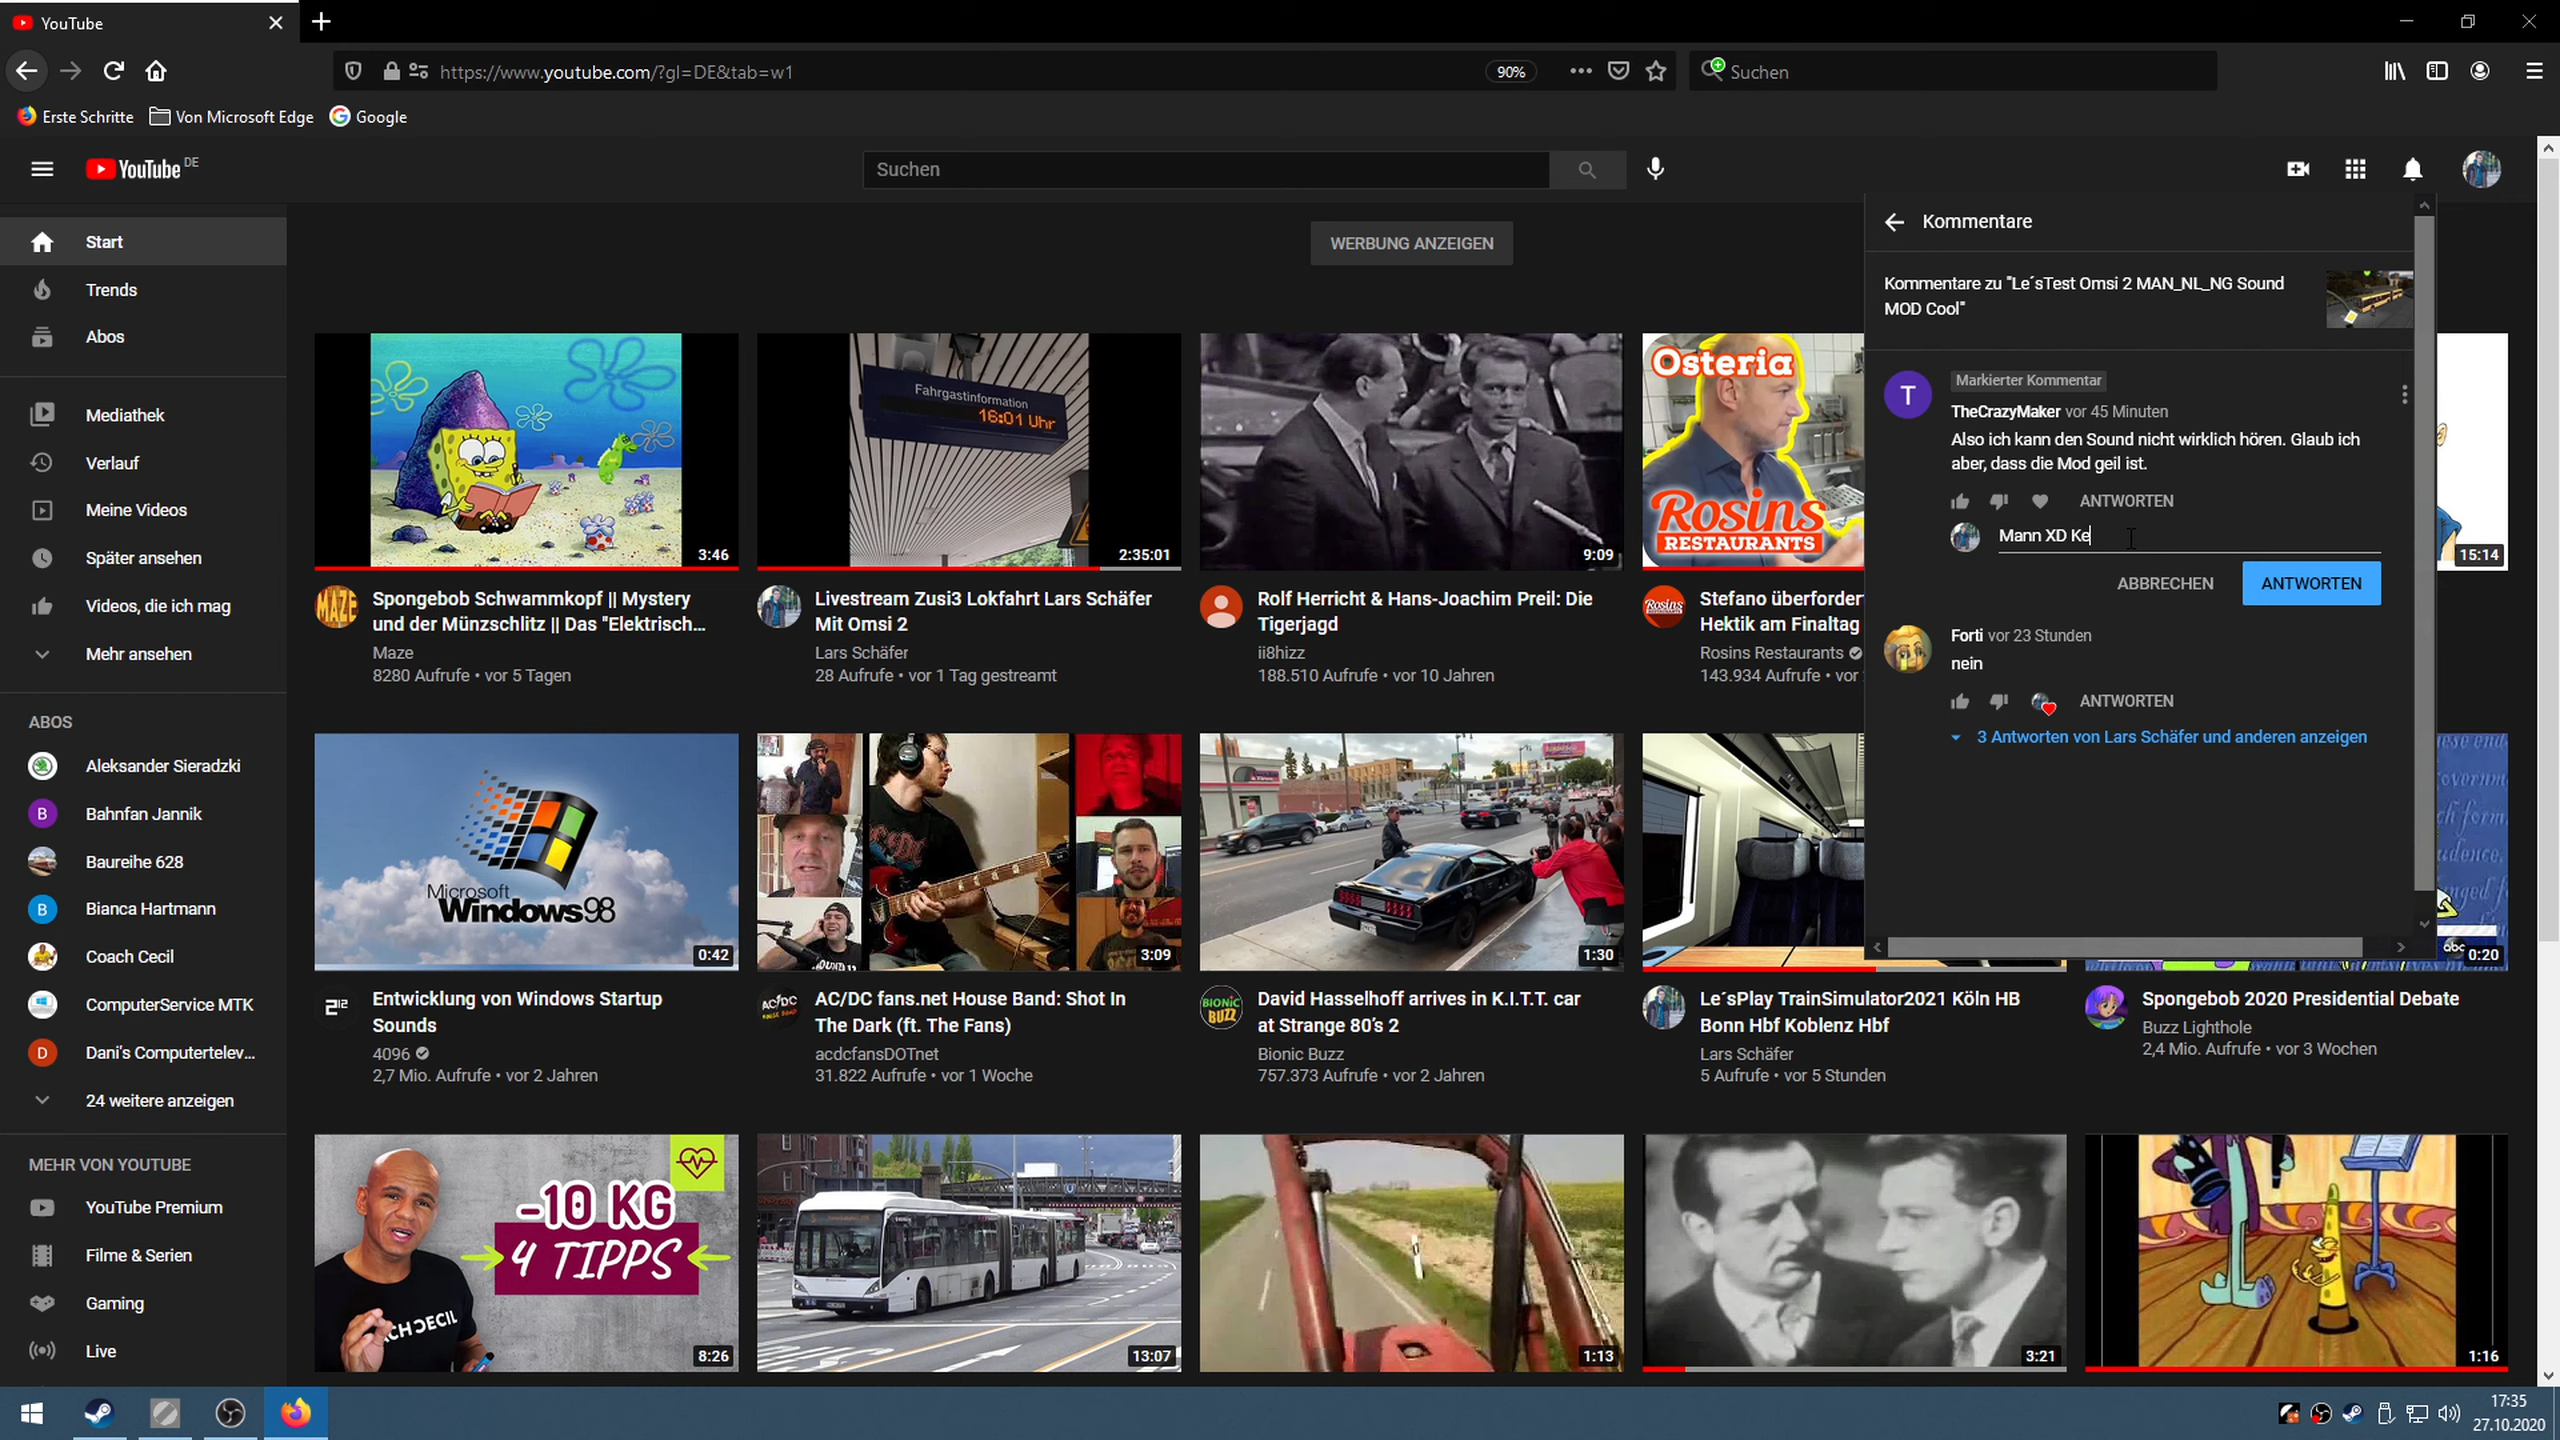 YouTube
https://www.youtube.com/?gl=DE&tab=w1
90%
Suchen
Erste Schritte
Von Microsoft Edge
Google
YouTube DE
Suchen
Start
Trends
Abos
Mediathek
Verlauf
Meine Videos
Später ansehen
Videos, die ich mag
Mehr ansehen
ABOS
Aleksander Sieradzki
B
Bahnfan Jannik
Baureihe 628
B
Bianca Hartmann
Coach Cecil
ComputerService MTK
D
Dani's Computertelev...
24 weitere anzeigen
MEHR VON YOUTUBE
YouTube Premium
Filme & Serien
Gaming
Live
WERBUNG ANZEIGEN
3:46
MAZE
Spongebob Schwammkopf || Mystery
und der Münzschlitz || Das "Elektrisch...
Maze
8280 Aufrufe • vor 5 Tagen
Fahrgastinformation
16:01 Uhr
2:35:01
Livestream Zusi3 Lokfahrt Lars Schäfer
Mit Omsi 2
Lars Schäfer
28 Aufrufe • vor 1 Tag gestreamt
9:09
Rolf Herricht & Hans-Joachim Preil: Die
Tigerjagd
ii8hizz
188.510 Aufrufe • vor 10 Jahren
Osteria
Rosins
RESTAURANTS
Rosins
Stefano überforder
Hektik am Finaltag
Rosins Restaurants
143.934 Aufrufe • vor
15:14
Kommentare
Kommentare zu "Le´sTest Omsi 2 MAN_NL_NG Sound
MOD Cool"
T
Markierter Kommentar
TheCrazyMaker vor 45 Minuten
Also ich kann den Sound nicht wirklich hören. Glaub ich
aber, dass die Mod geil ist.
ANTWORTEN
Mann XD Ke
ABBRECHEN
ANTWORTEN
Forti vor 23 Stunden
nein
ANTWORTEN
3 Antworten von Lars Schäfer und anderen anzeigen
Microsoft
Windows98
0:42
Entwicklung von Windows Startup
Sounds
4096
2,7 Mio. Aufrufe • vor 2 Jahren
3:09
AC/DC
AC/DC fans.net House Band: Shot In
The Dark (ft. The Fans)
acdcfansDOTnet
31.822 Aufrufe • vor 1 Woche
1:30
BIONIC
BUZZ
David Hasselhoff arrives in K.I.T.T. car
at Strange 80's 2
Bionic Buzz
757.373 Aufrufe • vor 2 Jahren
Le´sPlay TrainSimulator2021 Köln HB
Bonn Hbf Koblenz Hbf
Lars Schäfer
5 Aufrufe • vor 5 Stunden
abc
0:20
Spongebob 2020 Presidential Debate
Buzz Lighthole
2,4 Mio. Aufrufe • vor 3 Wochen
-10 KG
4 TIPPS
8:26
13:07
1:13
3:21
1:16
17:35
27.10.2020